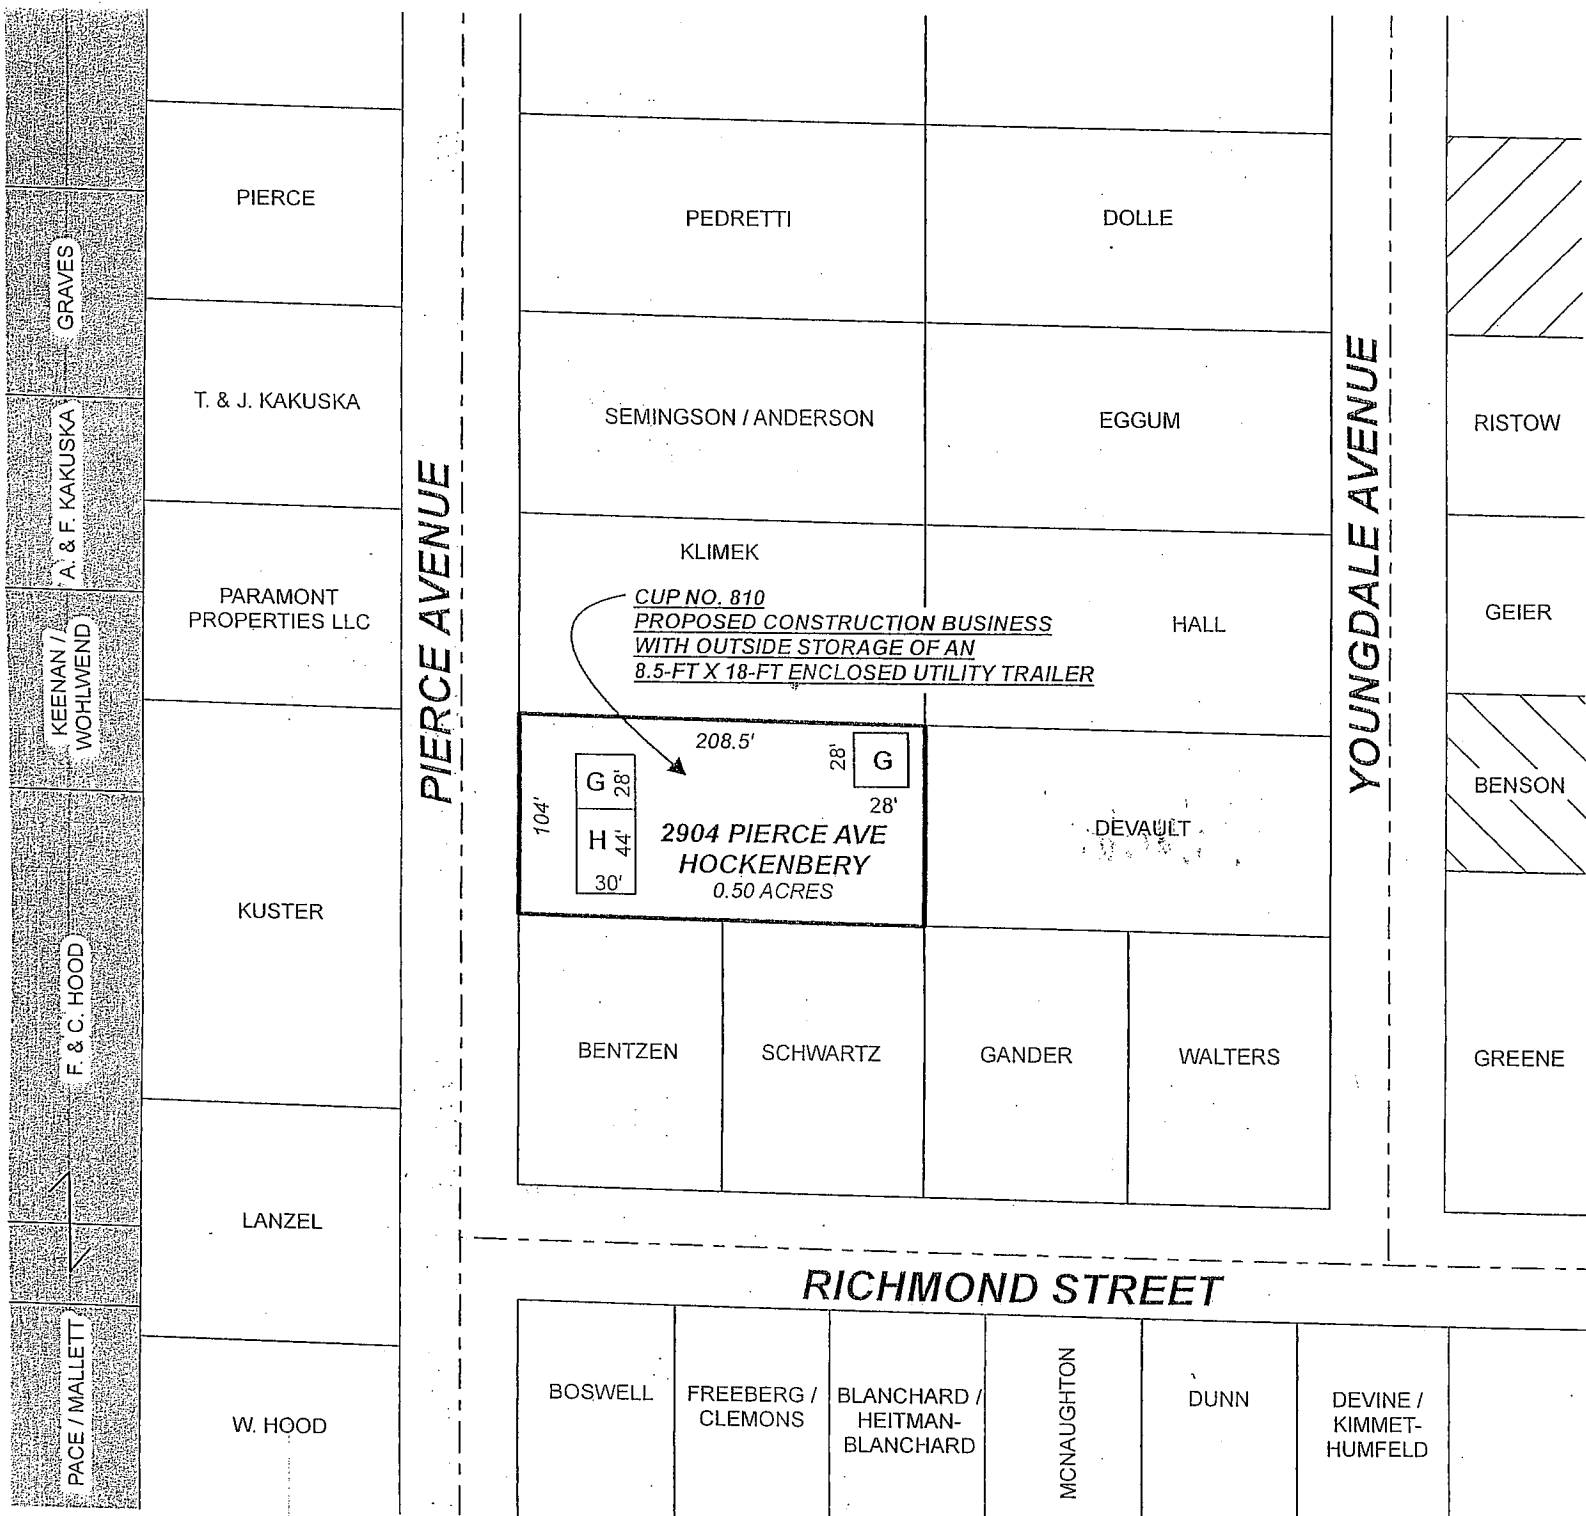 PIERCE
PEDRETTI
DOLLE
GRAVES
T. & J. KAKUSKA
SEMINGSON / ANDERSON
EGGUM
RISTOW
A. & F. KAKUSKA
PIERCE AVENUE
YOUNGDALE AVENUE
KLIMEK
PARAMONT
PROPERTIES LLC
CUP NO. 810
PROPOSED CONSTRUCTION BUSINESS
WITH OUTSIDE STORAGE OF AN
8.5-FT X 18-FT ENCLOSED UTILITY TRAILER
HALL
GEIER
KEENAN /
WOHLWEND
208.5'
28'
G
28'
G
28'
104'
H
44'
30'
2904 PIERCE AVE
HOCKENBERY
0.50 ACRES
DEVAULT
BENSON
KUSTER
F. & C. HOOD
BENTZEN
SCHWARTZ
GANDER
WALTERS
GREENE
LANZEL
RICHMOND STREET
PACE / MALLETT
W. HOOD
BOSWELL
FREEBERG /
CLEMONS
BLANCHARD /
HEITMAN-
BLANCHARD
MCNAUGHTON
DUNN
DEVINE /
KIMMET-
HUMFELD